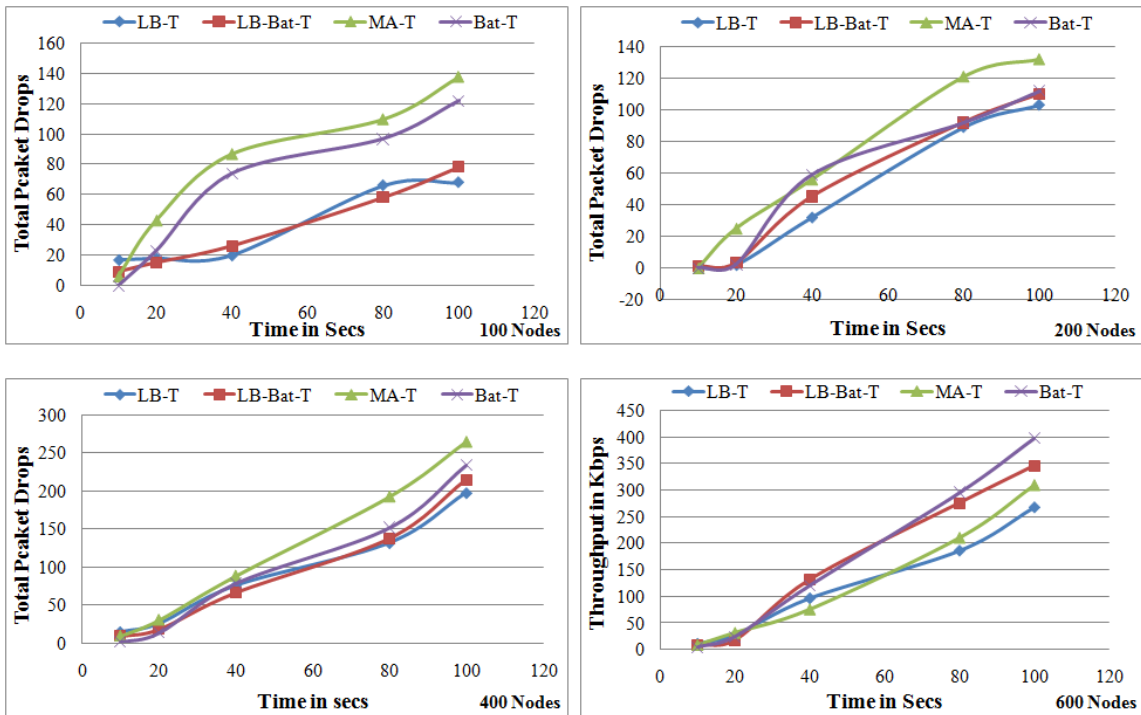 LB-T LB-Bat-T MA-T Bat-T
160
140
120
100
80
60
40
20
0
Total Pcaket Drops
0 20 40 60 80 100 120
Time in Secs
100 Nodes
LB-T LB-Bat-T MA-T Bat-T
140
120
100
80
60
40
20
0
-20
Total Packet Drops
0 20 40 60 80 100 120
Time in Secs
200 Nodes
LB-T LB-Bat-T MA-T Bat-T
300
250
200
150
100
50
0
Total Pcaket Drops
0 20 40 60 80 100 120
Time in secs
400 Nodes
LB-T LB-Bat-T MA-T Bat-T
450
400
350
300
250
200
150
100
50
0
Throughput in Kbps
0 20 40 60 80 100 120
Time in Secs
600 Nodes